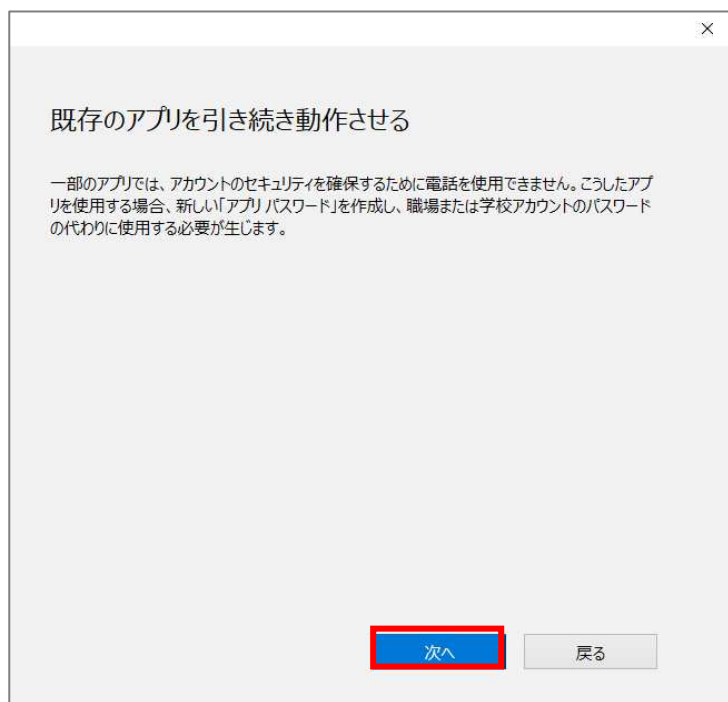 既存のアプリを引き続き動作させる
一部のアプリでは、アカウントのセキュリティを確保するために電話を使用できません。こうしたアプ
リを使用する場合、新しい「アプリ パスワード」を作成し、職場または学校アカウントのパスワード
の代わりに使用する必要が生じます。
次へ
戻る